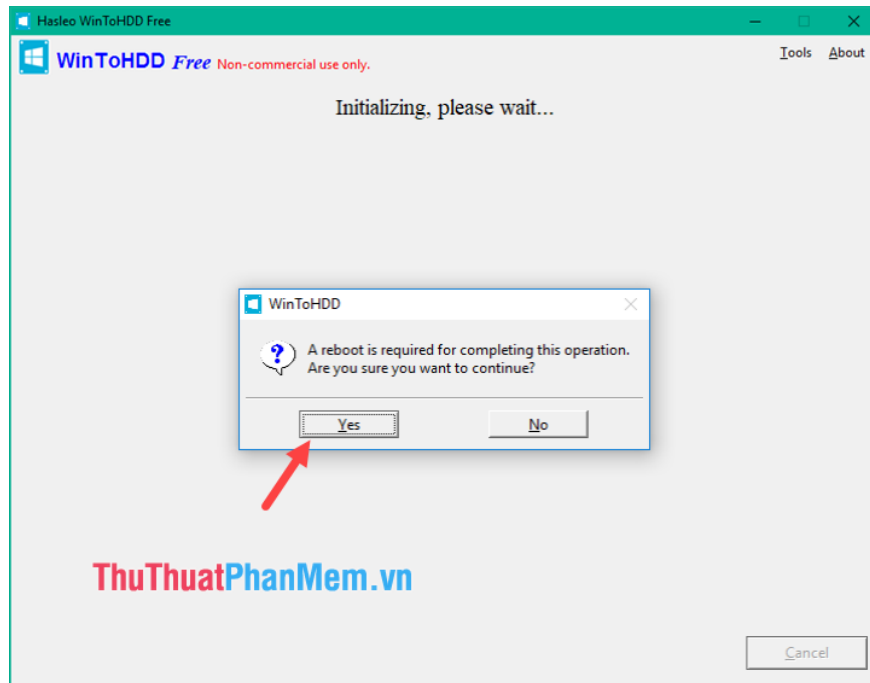 Hasleo WinToHDD Free
WinToHDD Free Non-commercial use only.
Tools About
Initializing, please wait...
WinToHDD
?
A reboot is required for completing this operation.
Are you sure you want to continue?
Yes No
ThuThuatPhanMem.vn
Cancel